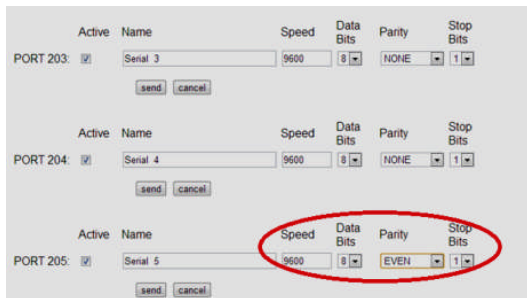 Active Name Speed Data Bits Parity Stop Bits
PORT 203: Serial 3 9600 8 NONE 1
send cancel
Active Name Speed Data Bits Parity Stop Bits
PORT 204: Serial 4 9600 8 NONE 1
send cancel
Active Name Speed Data Bits Parity Stop Bits
PORT 205: Serial 5 9600 8 EVEN 1
send cancel